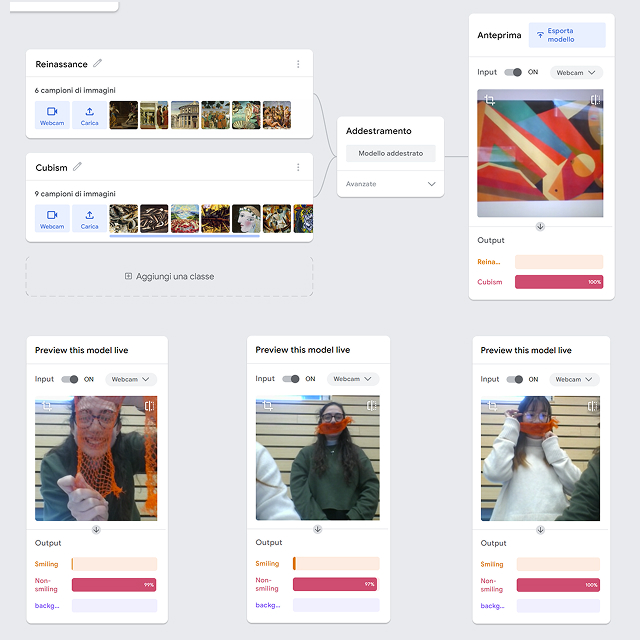 Reinassance
6 campioni di immagini
Webcam
Carica
Cubism
9 campioni di immagini
Webcam
Carica
Aggiungi una classe
Addestramento
Modello addestrato
Avanzate
Anteprima
Esporta
modello
Input
ON
Webcam
Output
Reina...
Cubism
100%
Preview this model live
Input
ON
Webcam
Output
Smiling
Non-
smiling
99%
backg...
Preview this model live
Input
ON
Webcam
Output
Smiling
Non-
smiling
97%
backg...
Preview this model live
Input
ON
Webcam
Output
Smiling
Non-
smiling
100%
backg...